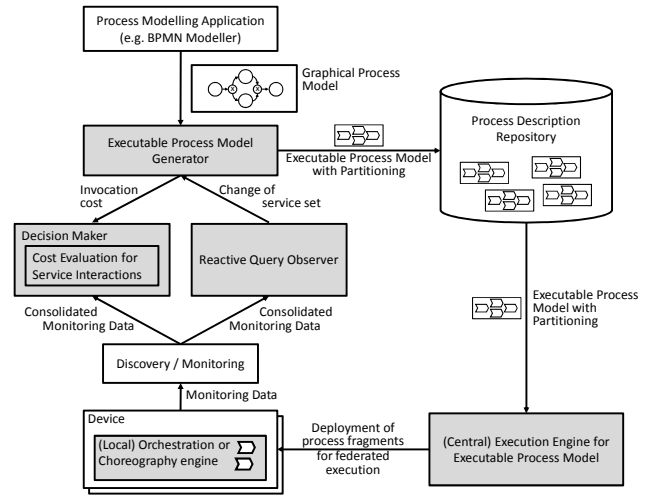 Process Modelling Application
(e.g. BPMN Modeller)
Graphical Process
Model
Executable Process Model
Generator
Executable Process Model
with Partitioning
Process Description
Repository
Invocation
cost
Change of
service set
Decision Maker
Cost Evaluation for
Service Interactions
Reactive Query Observer
Executable Process
Model with
Partitioning
Consolidated
Monitoring Data
Consolidated
Monitoring Data
Discovery / Monitoring
Monitoring Data
Device
(Local) Orchestration or
Choreography engine
Deployment of
process fragments
for federated
execution
(Central) Execution Engine for
Executable Process Model